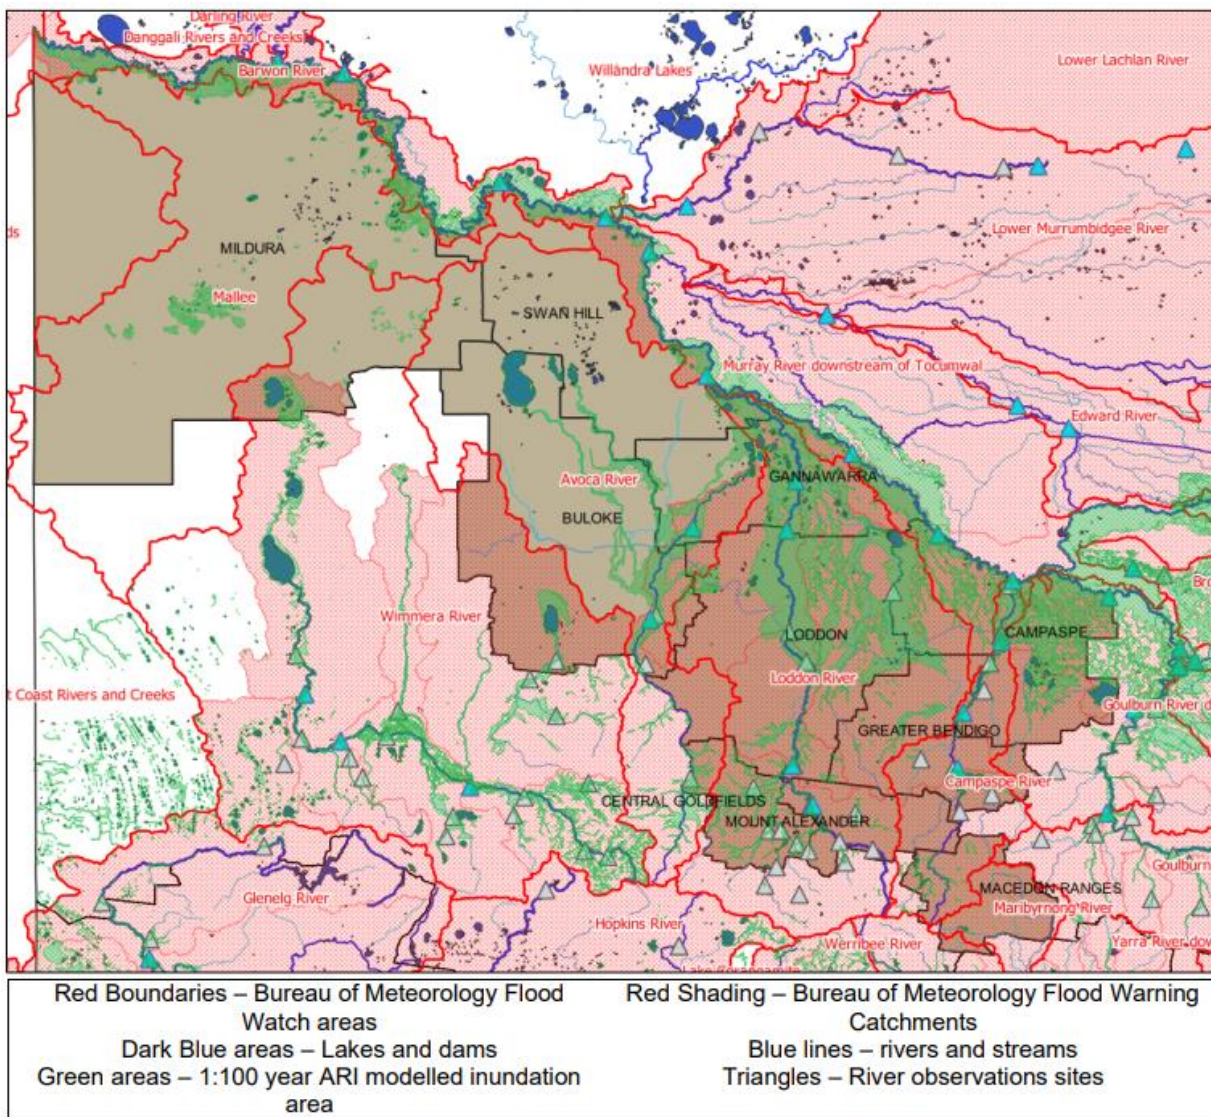 Darling River
Danggali Rivers and Creeks
Barwon River
Willandra Lakes
Lower Lachlan River
Lower Murrumbidgee River
ds
MILDURA
Mallee
SWAN HILL
Murray River downstream of Tocumwal
Edward River
Avoca River
GANNAWARRA
BULOKE
Wimmera River
Bro
LODDON
CAMPASPE
Loddon River
t Coast Rivers and Creeks
Goulburn River d
GREATER BENDIGO
Campaspe River
CENTRAL GOLDFIELDS
MOUNT ALEXANDER
Goulburn
MACEDON RANGES
Glenelg River
Maribyrnong River
Hopkins River
Werribee River
Yarra River dow
Red Boundaries – Bureau of Meteorology Flood
Watch areas
Dark Blue areas – Lakes and dams
Green areas – 1:100 year ARI modelled inundation
area
Red Shading – Bureau of Meteorology Flood Warning
Catchments
Blue lines – rivers and streams
Triangles – River observations sites